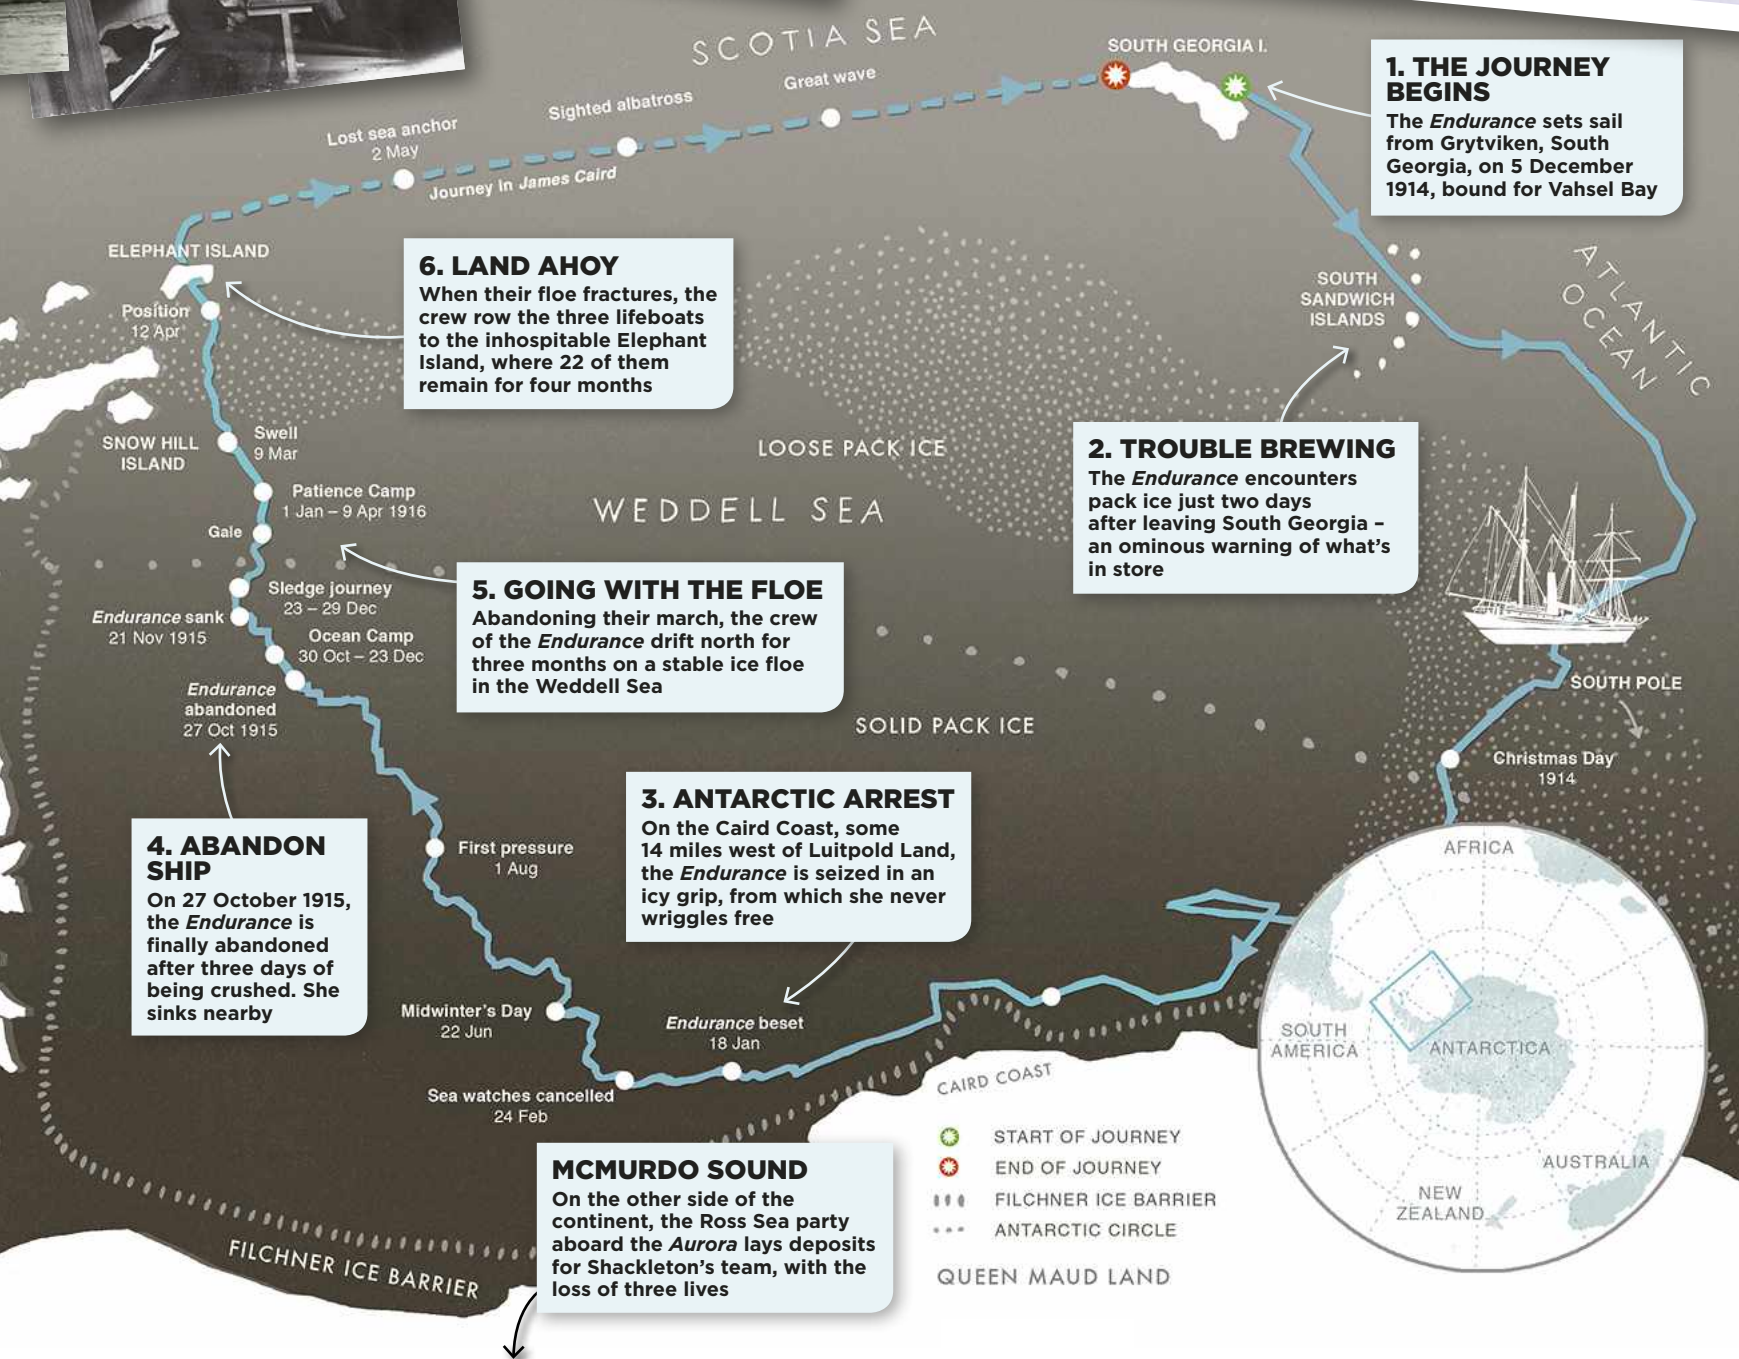 SCOTIA SEA
SOUTH GEORGIA I.
Great wave
Sighted albatross
Lost sea anchor
2 May
Journey in James Caird
1. THE JOURNEY
BEGINS
The Endurance sets sail
from Grytviken, South
Georgia, on 5 December
1914, bound for Vahsel Bay
ELEPHANT ISLAND
Position
12 Apr
6. LAND AHOY
When their floe fractures, the
crew row the three lifeboats
to the inhospitable Elephant
Island, where 22 of them
remain for four months
SOUTH
SANDWICH
ISLANDS
ATLANTIC
OCEAN
SNOW HILL
ISLAND
Swell
9 Mar
LOOSE PACK ICE
WEDDELL SEA
2. TROUBLE BREWING
The Endurance encounters
pack ice just two days
after leaving South Georgia –
an ominous warning of what's
in store
Patience Camp
1 Jan – 9 Apr 1916
Gale
5. GOING WITH THE FLOE
Abandoning their march, the crew
of the Endurance drift north for
three months on a stable ice floe
in the Weddell Sea
Sledge journey
23 – 29 Dec
Endurance sank
21 Nov 1915
Ocean Camp
30 Oct – 23 Dec
Endurance
abandoned
27 Oct 1915
SOUTH POLE
SOLID PACK ICE
Christmas Day
1914
3. ANTARCTIC ARREST
On the Caird Coast, some
14 miles west of Luitpold Land,
the Endurance is seized in an
icy grip, from which she never
wriggles free
4. ABANDON
SHIP
On 27 October 1915,
the Endurance is
finally abandoned
after three days of
being crushed. She
sinks nearby
First pressure
1 Aug
Midwinter's Day
22 Jun
Endurance beset
18 Jan
Sea watches cancelled
24 Feb
AFRICA
SOUTH
AMERICA
ANTARCTICA
AUSTRALIA
NEW
ZEALAND
CAIRD COAST
START OF JOURNEY
END OF JOURNEY
FILCHNER ICE BARRIER
ANTARCTIC CIRCLE
QUEEN MAUD LAND
MCMURDO SOUND
On the other side of the
continent, the Ross Sea party
aboard the Aurora lays deposits
for Shackleton's team, with the
loss of three lives
FILCHNER ICE BARRIER